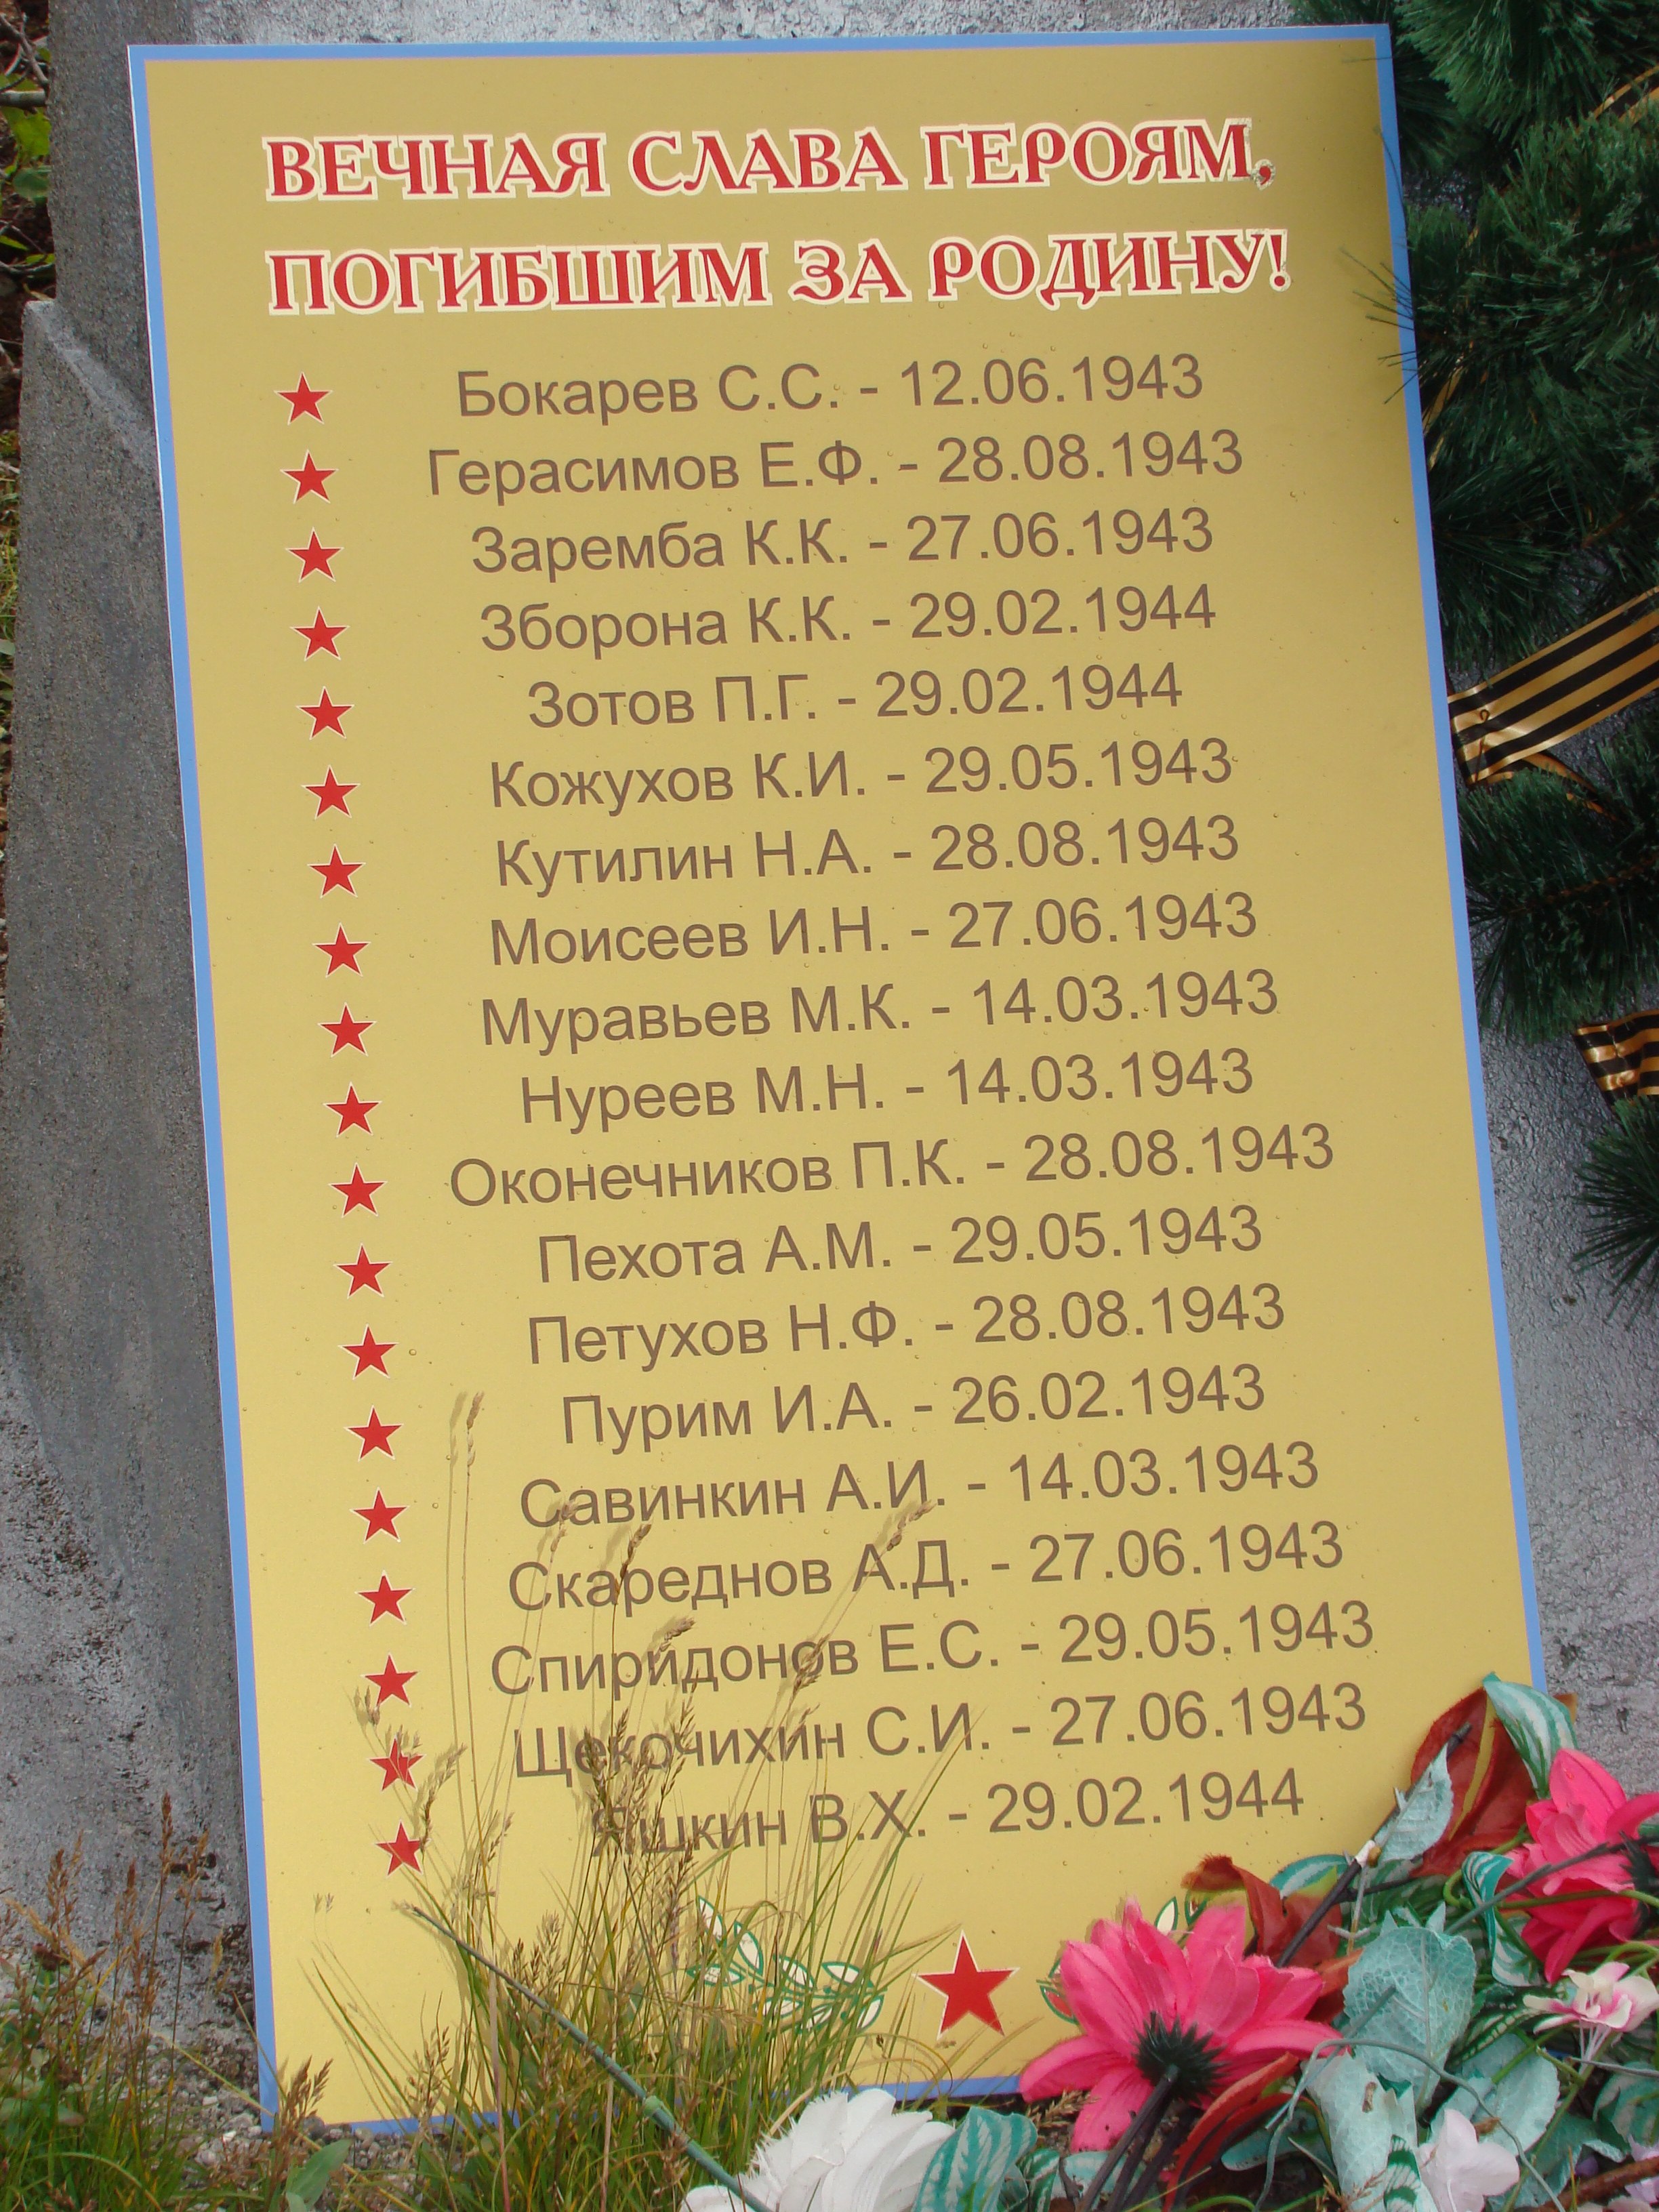 ВЕЧНАЯ СЛАВА ГЕРОЯМ,
ПОГИБШИМ ЗА РОДИНУ!
Бокарев С.С. - 12.06.1943
Герасимов Е.Ф. - 28.08.1943
Заремба К.К. - 27.06.1943
Зборона К.К. - 29.02.1944
Зотов П.Г. - 29.02.1944
Кожухов К.И. - 29.05.1943
Кутилин Н.А. - 28.08.1943
Моисеев И.Н. - 27.06.1943
Муравьев М.К. - 14.03.1943
Нуреев М.Н. - 14.03.1943
Оконечников П.К. - 28.08.1943
Пехота А.М. - 29.05.1943
Петухов Н.Ф. - 28.08.1943
Пурим И.А. - 26.02.1943
Савинкин А.И. - 14.03.1943
Скареднов А.Д. - 27.06.1943
Спиридонов Е.С. - 29.05.1943
Щекочихин С.И. - 27.06.1943
Яшкин В.Х. - 29.02.1944